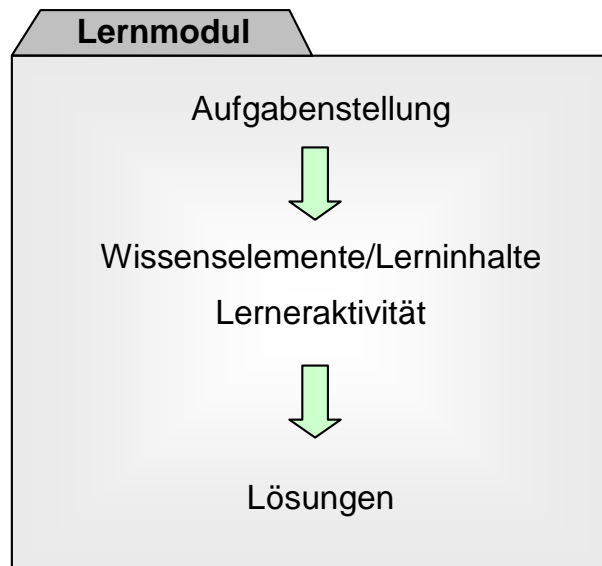 Lernmodul
Aufgabenstellung
Wissenselemente/Lerninhalte
Lerneraktivität
Lösungen